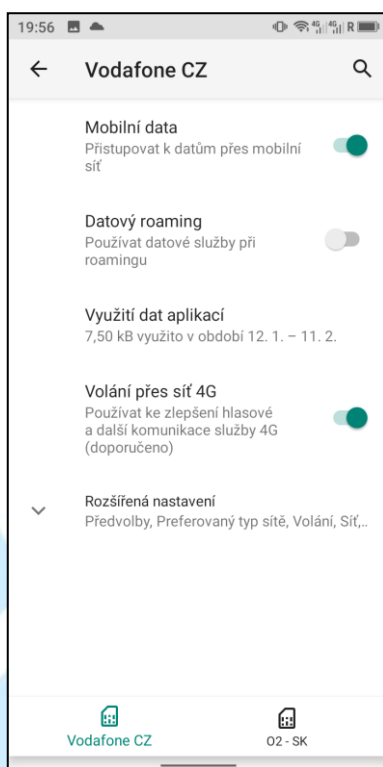 19:56 4G 4G R
Vodafone CZ
Mobilní data
Přistupovat k datům přes mobilní
síť
Datový roaming
Používat datové služby při
roamingu
Využití dat aplikací
7,50 kB využito v období 12. 1. – 11. 2.
Volání přes síť 4G
Používat ke zlepšení hlasové
a další komunikace služby 4G
(doporučeno)
Rozšířená nastavení
Předvolby, Preferovaný typ sítě, Volání, Síť,..
Vodafone CZ O2 - SK